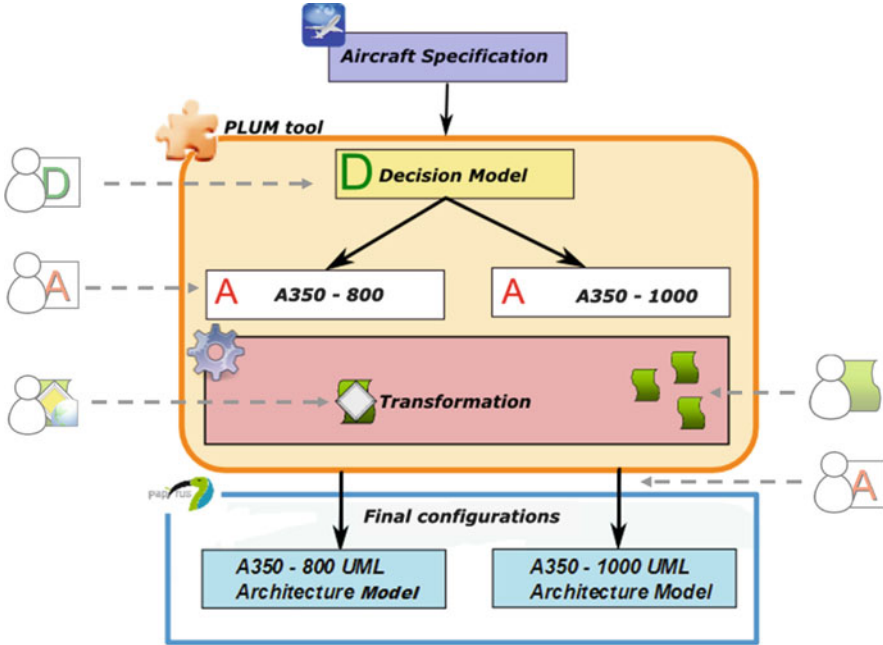 Aircraft Specification
PLUM tool
D
D Decision Model
A
A A350 - 800
A A350 - 1000
Transformation
A
papyrus
Final configurations
A350 - 800 UML
Architecture Model
A350 - 1000 UML
Architecture Model